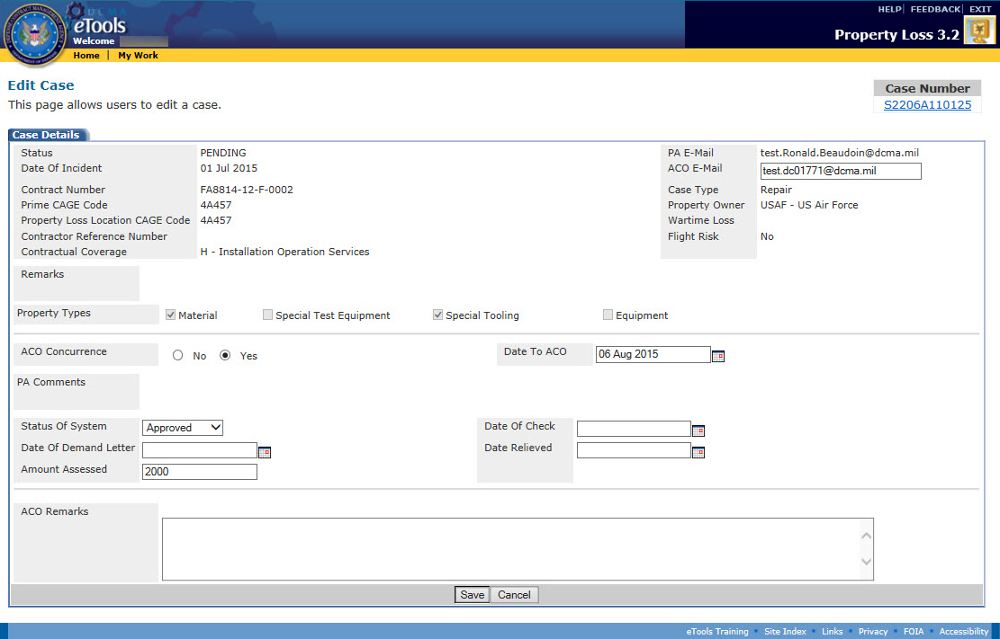 HELP | FEEDBACK | EXIT
DCMA
eTools
Welcome
Property Loss 3.2
Home | My Work
Edit Case
This page allows users to edit a case.
Case Number
S2206A110125
Case Details
Status PENDING
PA E-Mail test.Ronald.Beaudoin@dcma.mil
Date Of Incident 01 Jul 2015
ACO E-Mail test.dc01771@dcma.mil
Contract Number FA8814-12-F-0002
Case Type Repair
Prime CAGE Code 4A457
Property Owner USAF - US Air Force
Property Loss Location CAGE Code 4A457
Wartime Loss
Contractor Reference Number
Flight Risk No
Contractual Coverage H - Installation Operation Services
Remarks
Property Types Material Special Test Equipment Special Tooling Equipment
ACO Concurrence No Yes Date To ACO 06 Aug 2015
PA Comments
Status Of System Approved Date Of Check
Date Of Demand Letter Date Relieved
Amount Assessed 2000
ACO Remarks
Save Cancel
eTools Training • Site Index • Links • Privacy • FOIA • Accessibility